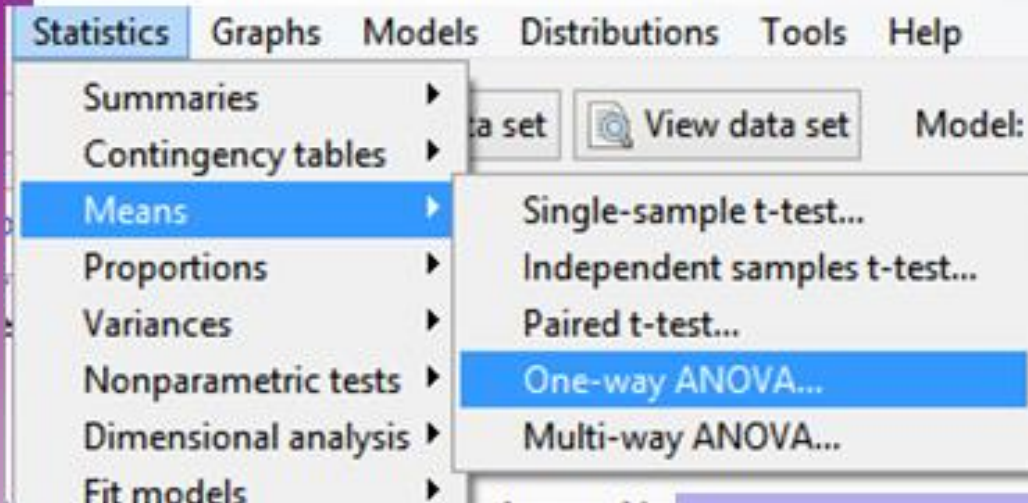 Statistics Graphs Models Distributions Tools Help
Summaries
Contingency tables
Means
Proportions
Variances
Nonparametric tests
Dimensional analysis
Fit models
set View data set Model:
Single-sample t-test...
Independent samples t-test...
Paired t-test...
One-way ANOVA...
Multi-way ANOVA...